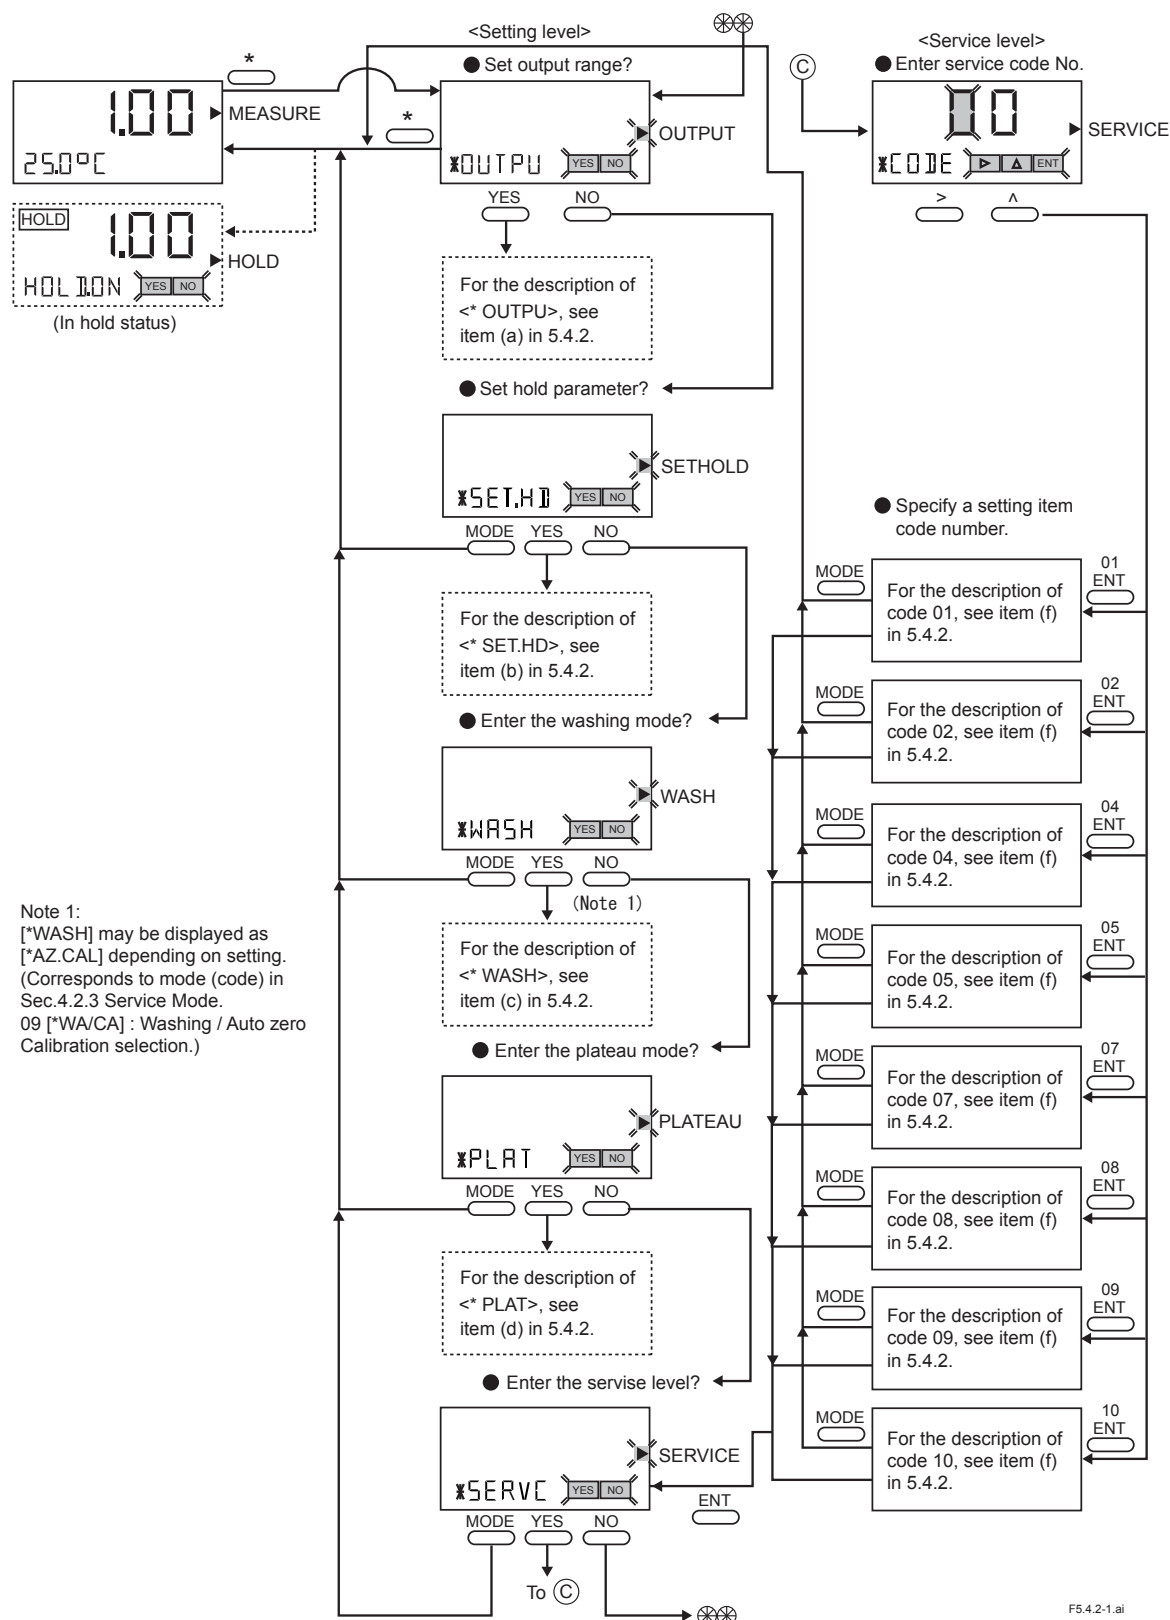 <Setting level>
● Set output range?
*
1.00
25.0°C
▶ MEASURE
*
▶ OUTPUT
*OUTPU YES NO
YES NO
HOLD
1.00
▶ HOLD
HOLD.ON YES NO
(In hold status)
For the description of
<* OUTPU>, see
item (a) in 5.4.2.
● Set hold parameter?
▶ SETHOLD
*SET.HD YES NO
MODE YES NO
For the description of
<* SET.HD>, see
item (b) in 5.4.2.
● Enter the washing mode?
▶ WASH
*WASH YES NO
MODE YES NO
(Note 1)
For the description of
<* WASH>, see
item (c) in 5.4.2.
Note 1:
[*WASH] may be displayed as
[*AZ.CAL] depending on setting.
(Corresponds to mode (code) in
Sec.4.2.3 Service Mode.
09 [*WA/CA] : Washing / Auto zero
Calibration selection.)
● Enter the plateau mode?
▶ PLATEAU
*PLAT YES NO
MODE YES NO
For the description of
<* PLAT>, see
item (d) in 5.4.2.
● Enter the servise level?
▶ SERVICE
*SERVC YES NO
ENT
MODE YES NO
To C
<Service level>
● Enter service code No.
C
00
▶ SERVICE
*CODE ▷ △ ENT
> ^
● Specify a setting item
code number.
MODE
01
ENT
For the description of
code 01, see item (f)
in 5.4.2.
MODE
02
ENT
For the description of
code 02, see item (f)
in 5.4.2.
MODE
04
ENT
For the description of
code 04, see item (f)
in 5.4.2.
MODE
05
ENT
For the description of
code 05, see item (f)
in 5.4.2.
MODE
07
ENT
For the description of
code 07, see item (f)
in 5.4.2.
MODE
08
ENT
For the description of
code 08, see item (f)
in 5.4.2.
MODE
09
ENT
For the description of
code 09, see item (f)
in 5.4.2.
MODE
10
ENT
For the description of
code 10, see item (f)
in 5.4.2.
F5.4.2-1.ai